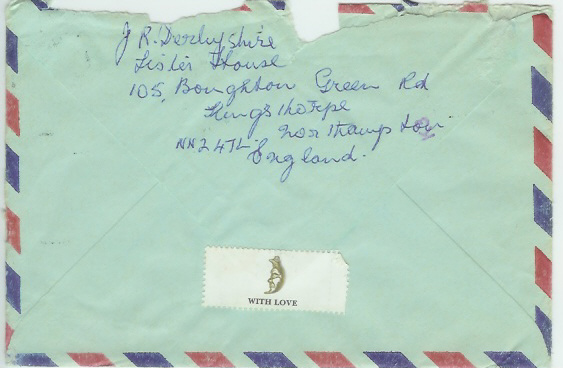 J R. Derbyshire
Lister House
105, Boughton Green Rd
Kingsthorpe
Northampton.
NN2 4TL
England.
WITH LOVE